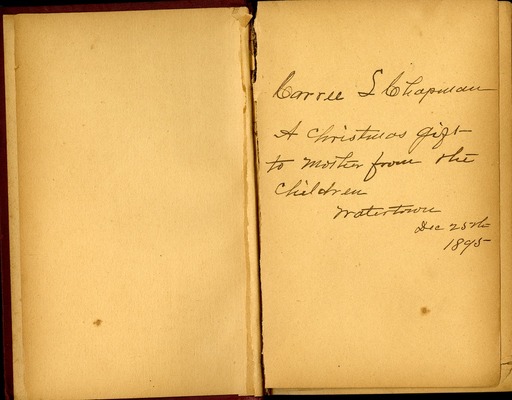 Carrie L Chapman
A Christmas gift
to Mother from the
Children
Watertown
Dec 25th
1895